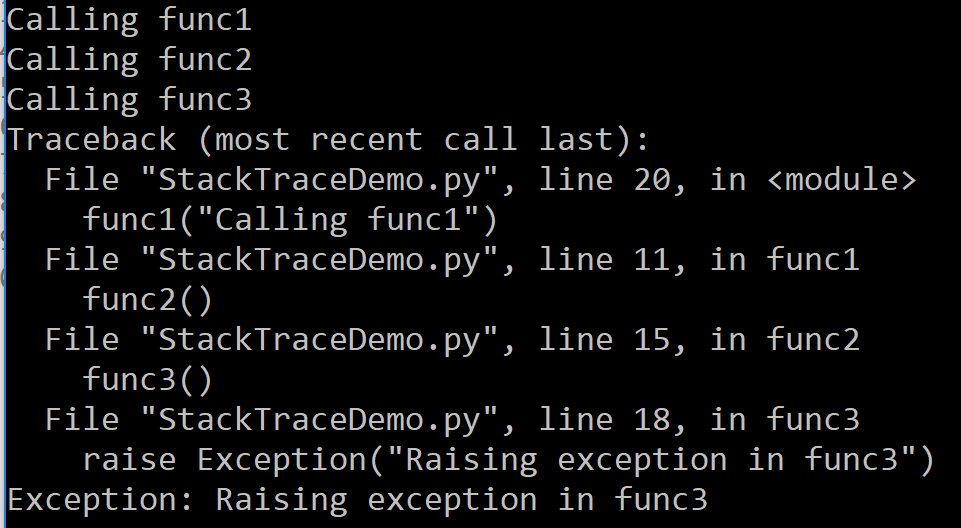 Calling func1
Calling func2
Calling func3
Traceback (most recent call last):
  File "StackTraceDemo.py", line 20, in <module>
    func1("Calling func1")
  File "StackTraceDemo.py", line 11, in func1
    func2()
  File "StackTraceDemo.py", line 15, in func2
    func3()
  File "StackTraceDemo.py", line 18, in func3
    raise Exception("Raising exception in func3")
Exception: Raising exception in func3